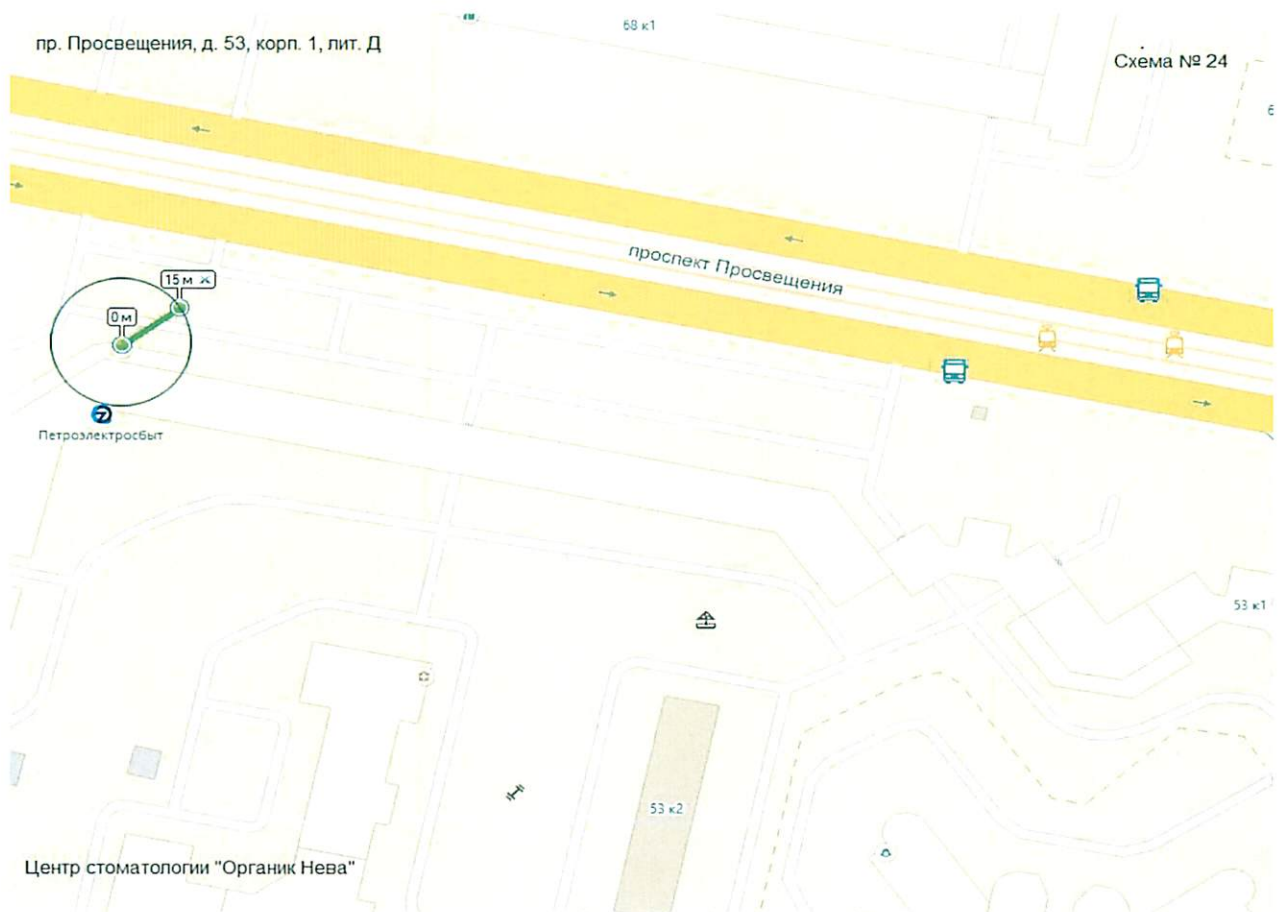 68 к1
пр. Просвещения, д. 53, корп. 1, лит. Д
Схема № 24
проспект Просвещения
15 м
0 м
Петроэлектросбыт
53 к1
53 к2
Центр стоматологии "Органик Нева"